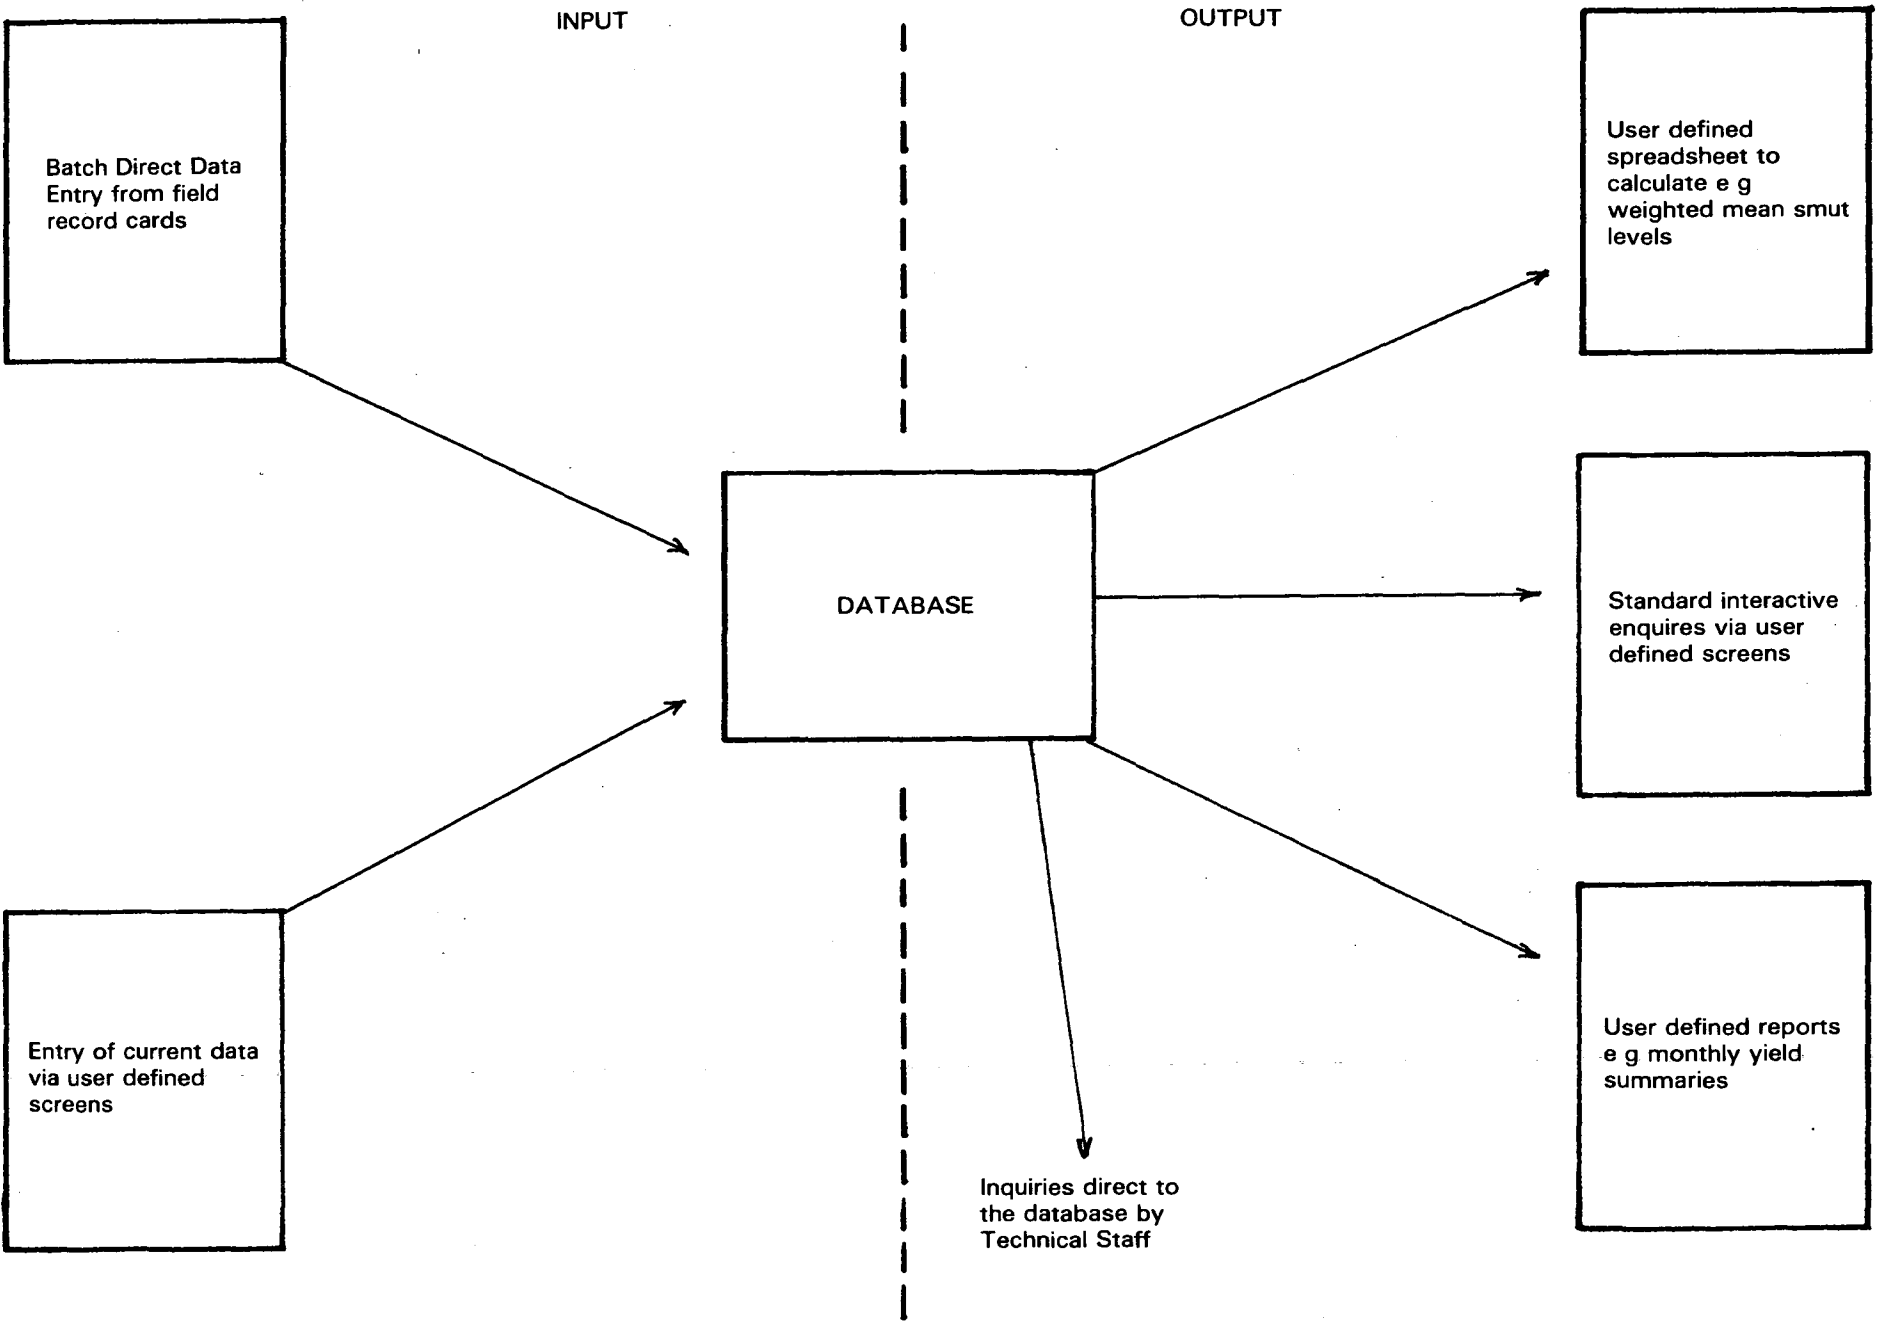 INPUT
OUTPUT
Batch Direct Data
Entry from field
record cards
User defined
spreadsheet to
calculate e g
weighted mean smut
levels
DATABASE
Standard interactive
enquires via user
defined screens
Entry of current data
via user defined
screens
User defined reports
e g monthly yield
summaries
Inquiries direct to
the database by
Technical Staff